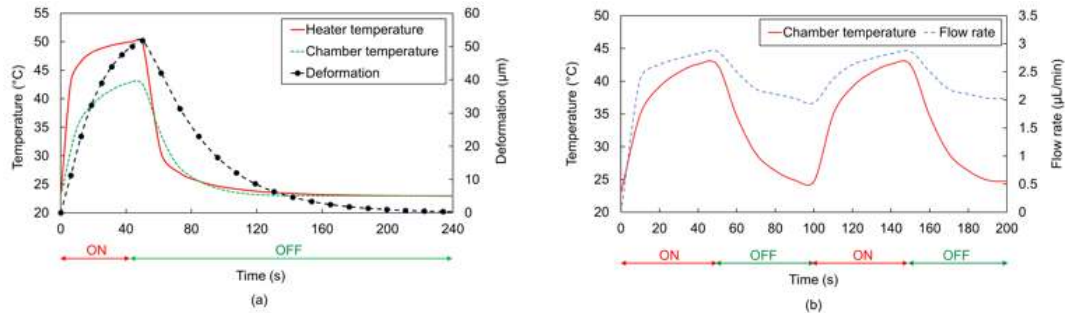 55
50
45
40
35
30
25
20
Temperature (°C)
60
50
40
30
20
10
0
Deformation (μm)
Heater temperature
Chamber temperature
Deformation
0 40 80 120 160 200 240
ON OFF
Time (s)
(a)
50
45
40
35
30
25
20
Temperature (°C)
3.5
3
2.5
2
1.5
1
0.5
0
Flow rate (μL/min)
Chamber temperature Flow rate
0 20 40 60 80 100 120 140 160 180 200
ON OFF ON OFF
Time (s)
(b)